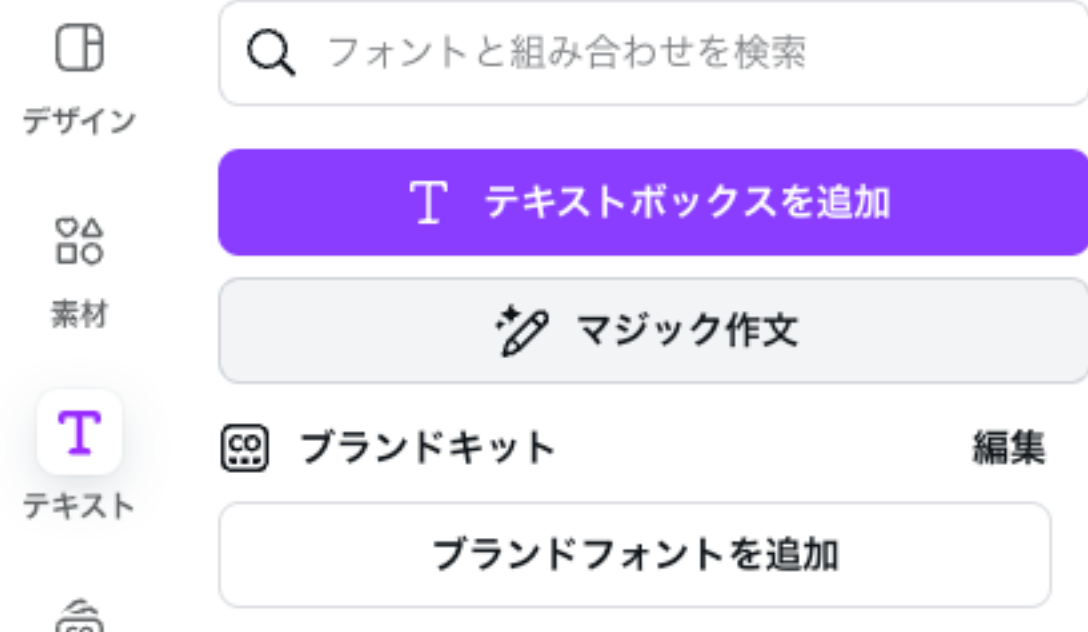 フォントと組み合わせを検索
デザイン
テキストボックスを追加
素材
マジック作文
ブランドキット
編集
テキスト
ブランドフォントを追加